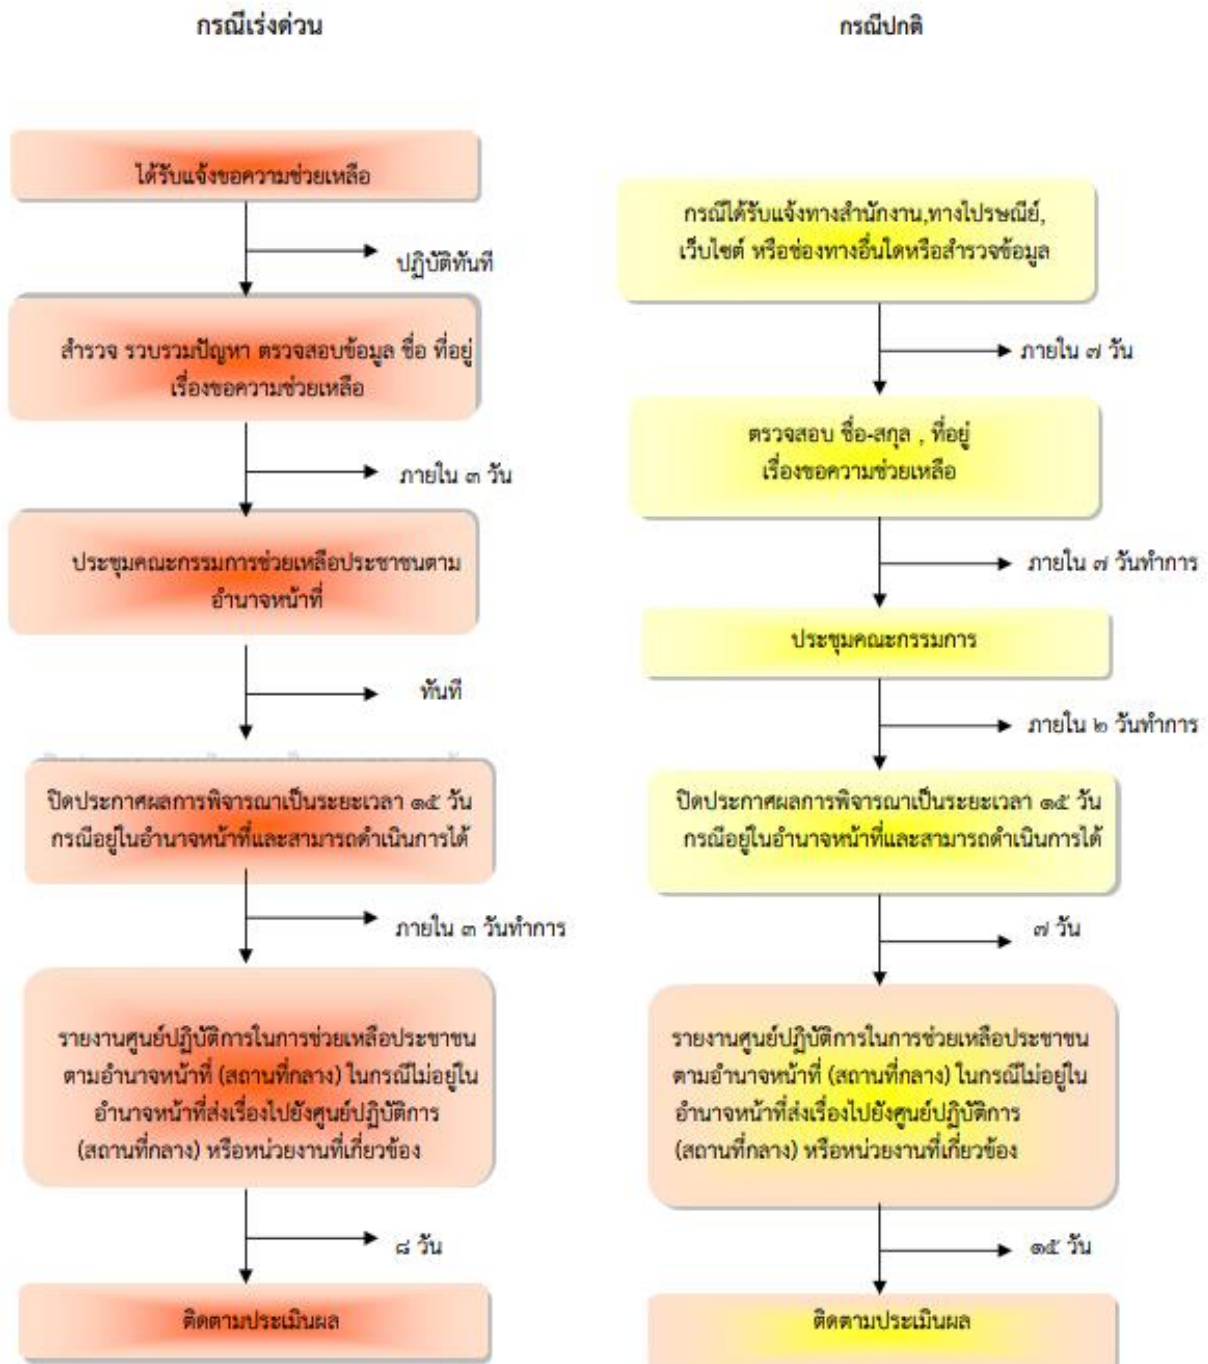 กรณีเร่งด่วน
ได้รับแจ้งขอความช่วยเหลือ
ปฏิบัติทันที
สำรวจ รวบรวมปัญหา ตรวจสอบข้อมูล ชื่อ ที่อยู่
เรื่องขอความช่วยเหลือ
ภายใน ๓ วัน
ประชุมคณะกรรมการช่วยเหลือประชาชนตาม
อำนาจหน้าที่
ทันที
ปิดประกาศผลการพิจารณาเป็นระยะเวลา ๑๕ วัน
กรณีอยู่ในอำนาจหน้าที่และสามารถดำเนินการได้
ภายใน ๓ วันทำการ
รายงานศูนย์ปฏิบัติการในการช่วยเหลือประชาชน
ตามอำนาจหน้าที่ (สถานที่กลาง) ในกรณีไม่อยู่ใน
อำนาจหน้าที่ส่งเรื่องไปยังศูนย์ปฏิบัติการ
(สถานที่กลาง) หรือหน่วยงานที่เกี่ยวข้อง
๘ วัน
ติดตามประเมินผล
กรณีปกติ
กรณีได้รับแจ้งทางสำนักงาน,ทางไปรษณีย์,
เว็บไซต์ หรือช่องทางอื่นใดหรือสำรวจข้อมูล
ภายใน ๗ วัน
ตรวจสอบ ชื่อ-สกุล , ที่อยู่
เรื่องขอความช่วยเหลือ
ภายใน ๗ วันทำการ
ประชุมคณะกรรมการ
ภายใน ๒ วันทำการ
ปิดประกาศผลการพิจารณาเป็นระยะเวลา ๑๕ วัน
กรณีอยู่ในอำนาจหน้าที่และสามารถดำเนินการได้
๗ วัน
รายงานศูนย์ปฏิบัติการในการช่วยเหลือประชาชน
ตามอำนาจหน้าที่ (สถานที่กลาง) ในกรณีไม่อยู่ใน
อำนาจหน้าที่ส่งเรื่องไปยังศูนย์ปฏิบัติการ
(สถานที่กลาง) หรือหน่วยงานที่เกี่ยวข้อง
๑๕ วัน
ติดตามประเมินผล